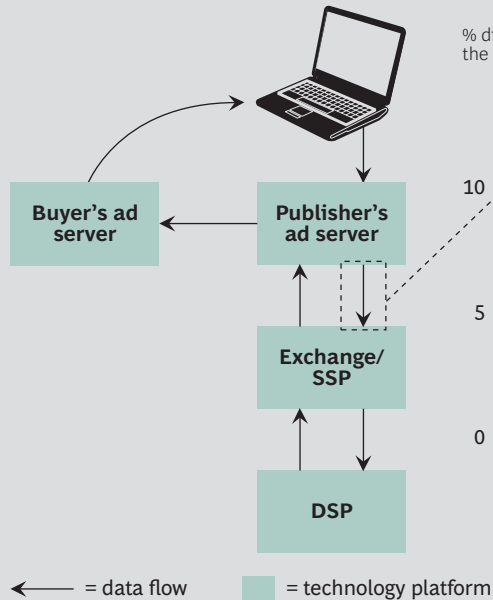 the
Buyer's ad
server
Publisher's
ad server
10
5
Exchange/
SSP
0
DSP
= data flow
= technology platform